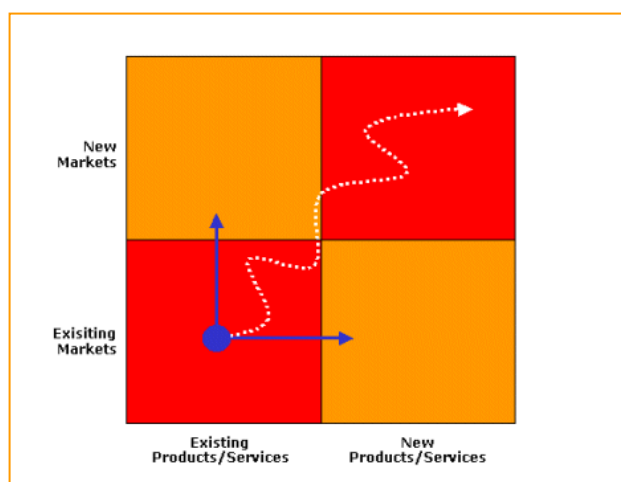 New
Markets
Exisiting
Markets
Existing
Products/Services
New
Products/Services